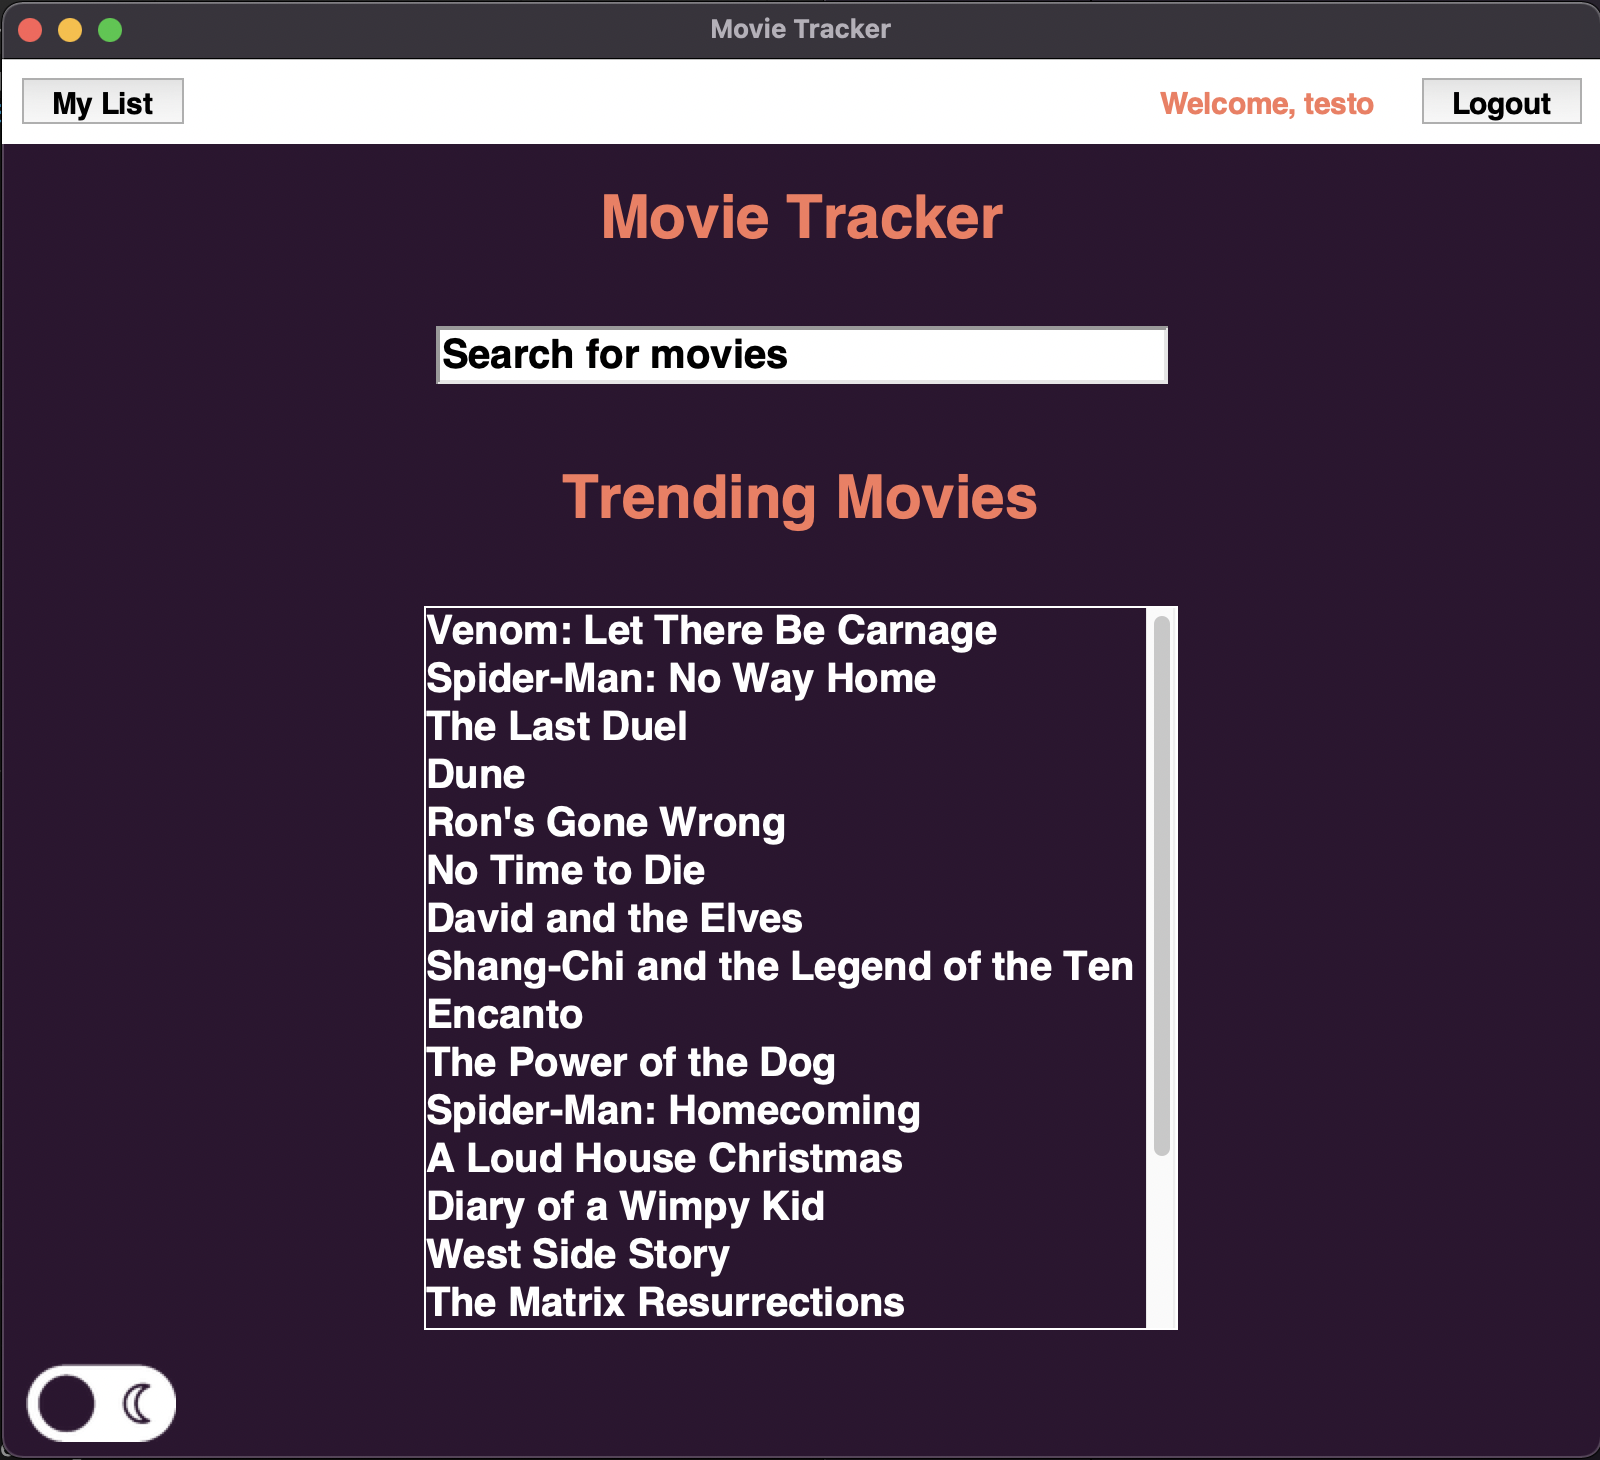 Movie Tracker
My List
Welcome, testo
Logout
Movie Tracker
Search for movies
Trending Movies
Venom: Let There Be Carnage
Spider-Man: No Way Home
The Last Duel
Dune
Ron's Gone Wrong
No Time to Die
David and the Elves
Shang-Chi and the Legend of the Ten
Encanto
The Power of the Dog
Spider-Man: Homecoming
A Loud House Christmas
Diary of a Wimpy Kid
West Side Story
The Matrix Resurrections